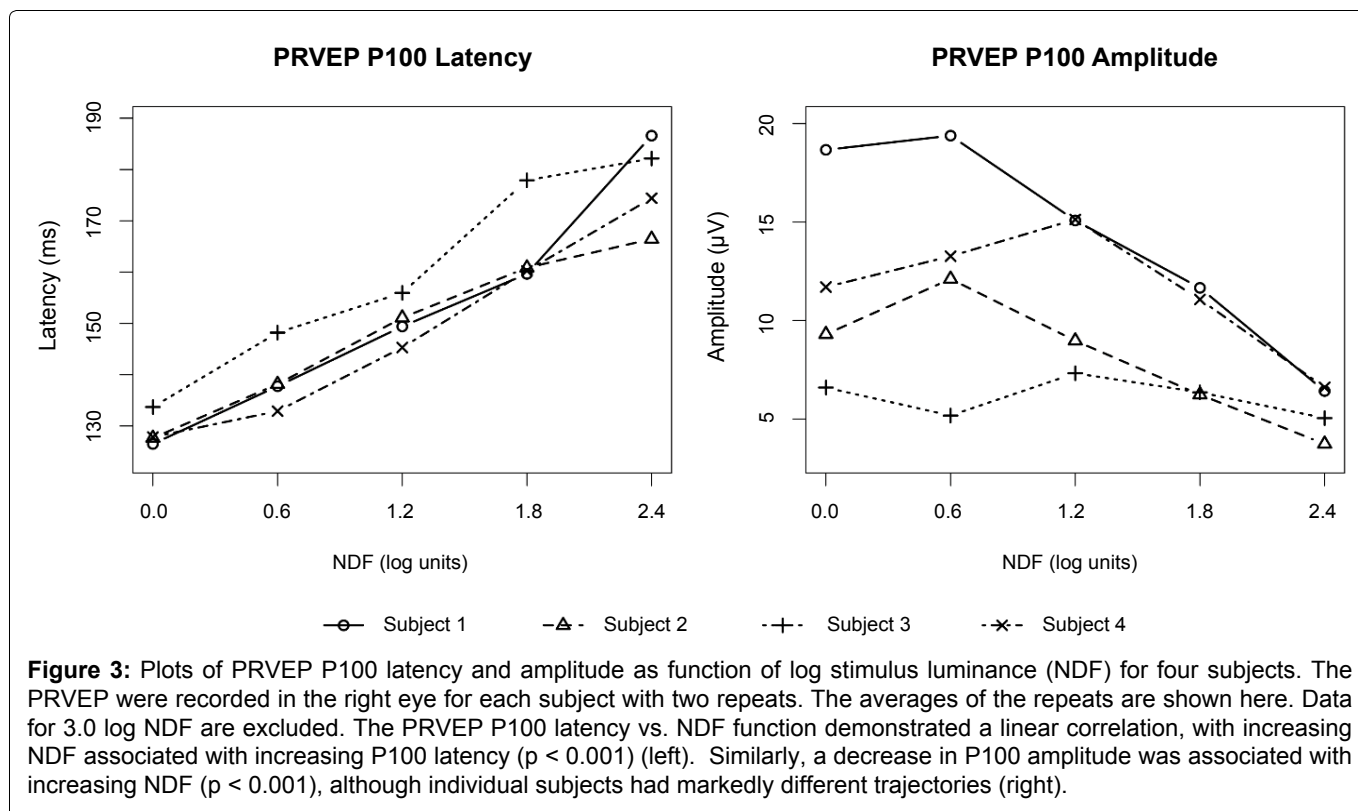 PRVEP P100 Latency
190
170
150
130
Latency (ms)
0.0 0.6 1.2 1.8 2.4
NDF (log units)
PRVEP P100 Amplitude
20
15
10
5
Amplitude (µV)
0.0 0.6 1.2 1.8 2.4
NDF (log units)
Subject 1 Subject 2 Subject 3 Subject 4
Figure 3: Plots of PRVEP P100 latency and amplitude as function of log stimulus luminance (NDF) for four subjects. The
PRVEP were recorded in the right eye for each subject with two repeats. The averages of the repeats are shown here. Data
for 3.0 log NDF are excluded. The PRVEP P100 latency vs. NDF function demonstrated a linear correlation, with increasing
NDF associated with increasing P100 latency (p < 0.001) (left). Similarly, a decrease in P100 amplitude was associated with
increasing NDF (p < 0.001), although individual subjects had markedly different trajectories (right).